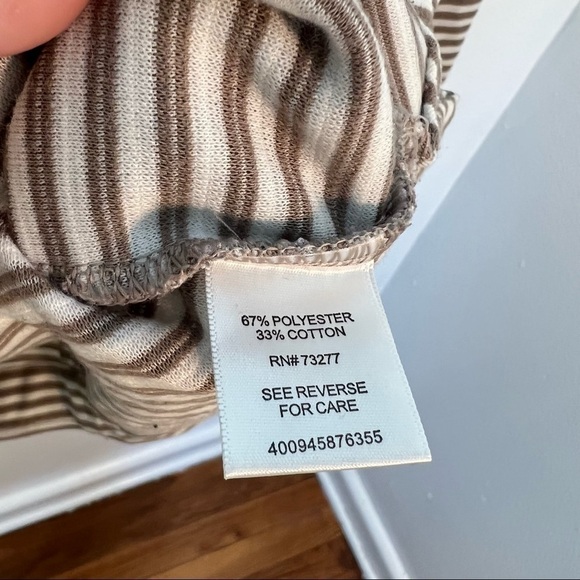 67% POLYESTER
33% COTTON
RN# 73277
SEE REVERSE
FOR CARE
400945876355